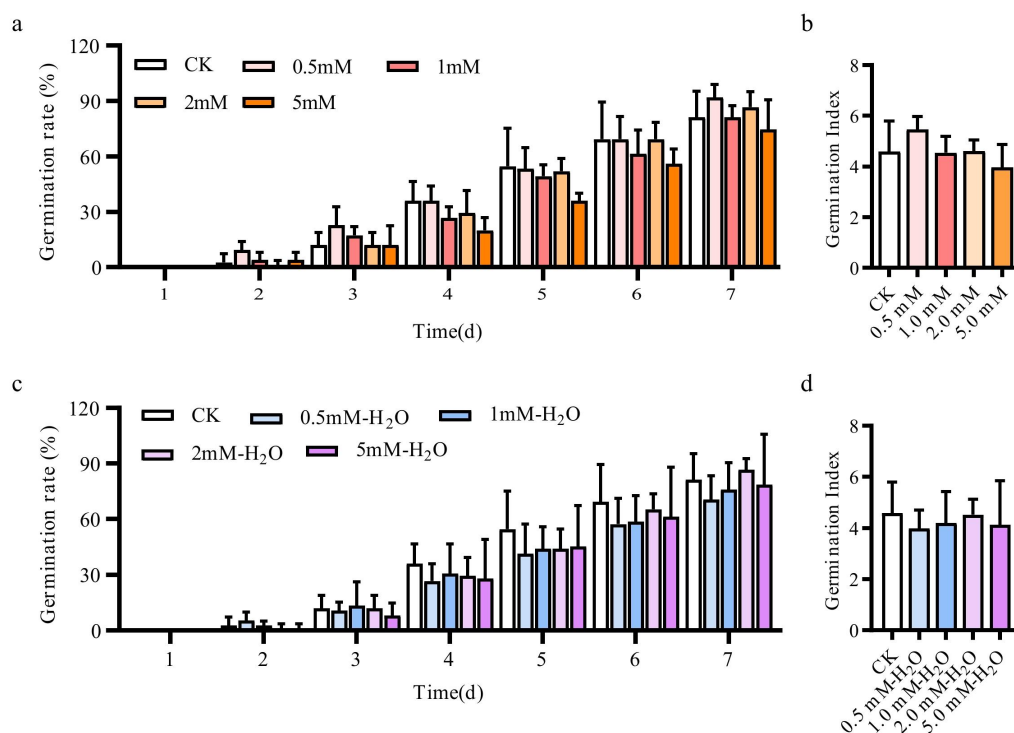 a
120
90
60
30
0
Germination rate (%)
CK 0.5mM 1mM
2mM 5mM
1 2 3 4 5 6 7
Time(d)
b
8
6
4
2
0
Germination Index
CK 0.5 mM 1.0 mM 2.0 mM 5.0 mM
c
120
90
60
30
0
Germination rate (%)
CK 0.5mM-H₂O 1mM-H₂O
2mM-H₂O 5mM-H₂O
1 2 3 4 5 6 7
Time(d)
d
8
6
4
2
0
Germination Index
CK 0.5 mM-H₂O 1.0 mM-H₂O 2.0 mM-H₂O 5.0 mM-H₂O